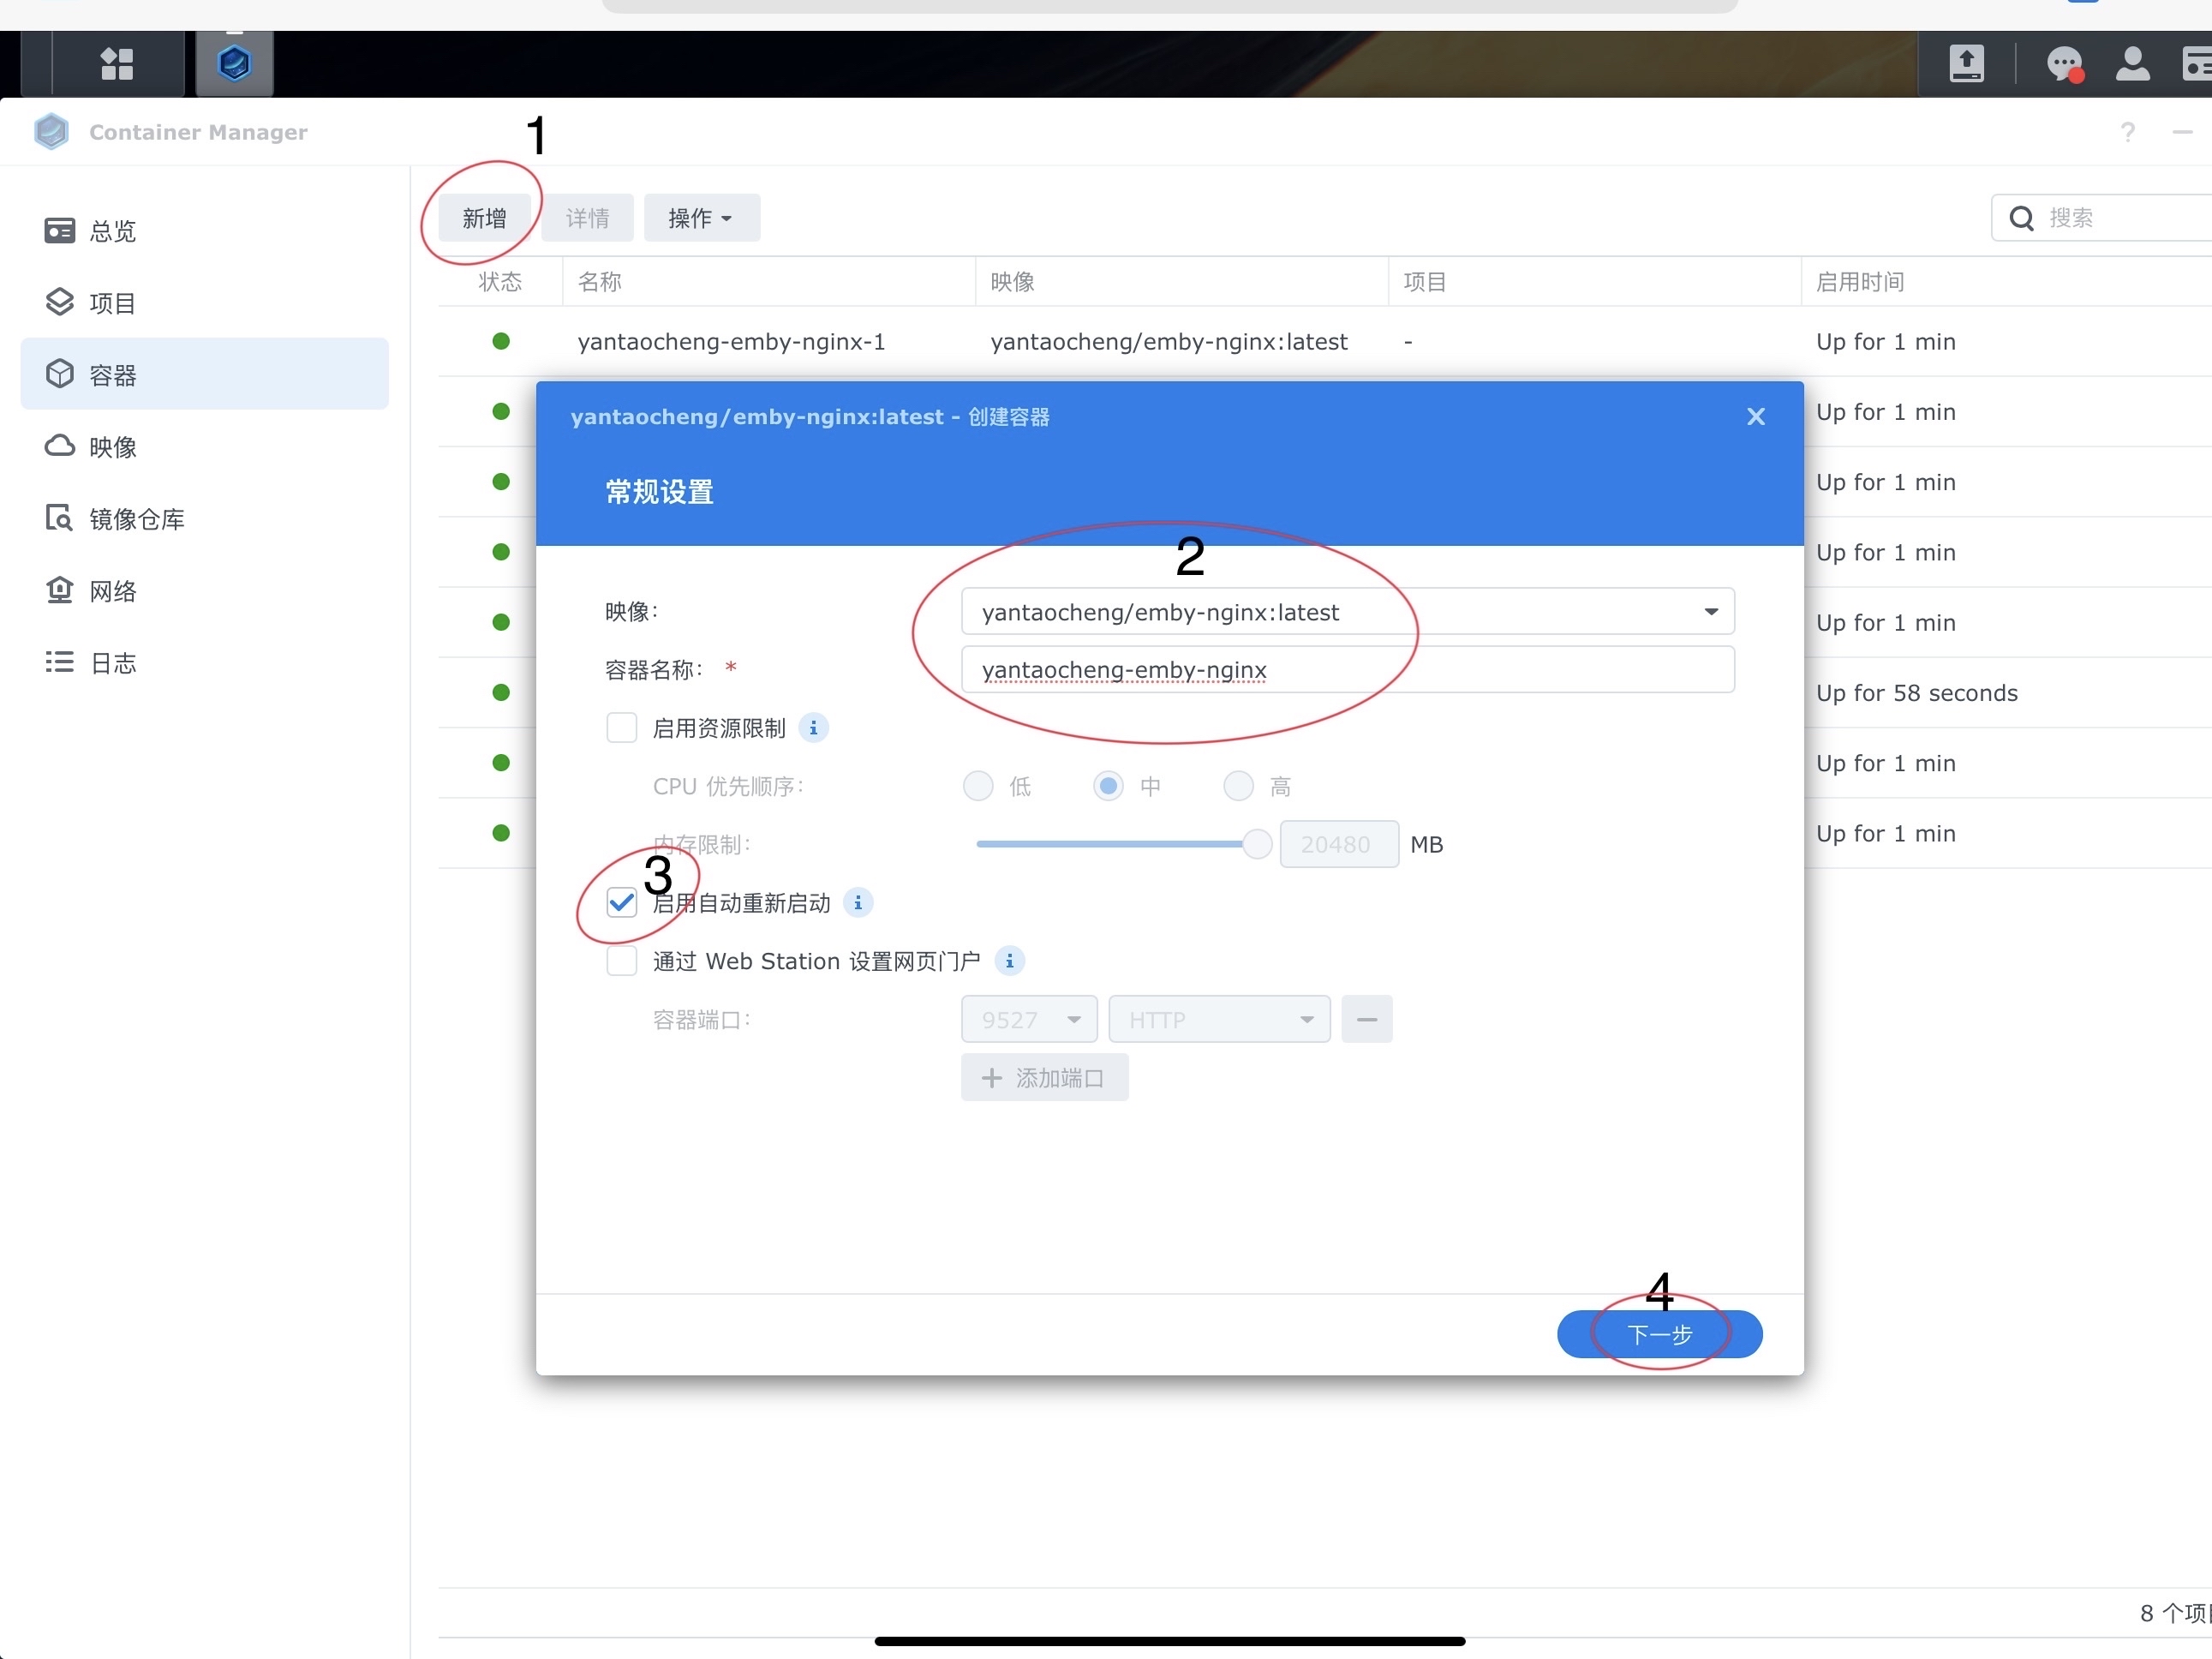 Container Manager
1
?
总览
项目
容器
映像
镜像仓库
网络
日志
新增 详情 操作
搜索
状态 名称 映像 项目 启用时间
yantaocheng-emby-nginx-1 yantaocheng/emby-nginx:latest - Up for 1 min
Up for 1 min
Up for 1 min
Up for 1 min
Up for 1 min
Up for 58 seconds
Up for 1 min
Up for 1 min
yantaocheng/emby-nginx:latest - 创建容器
常规设置
2
映像: yantaocheng/emby-nginx:latest
容器名称: * yantaocheng-emby-nginx
启用资源限制
CPU 优先顺序: 低 中 高
内存限制: 20480 MB
3
启用自动重新启动
通过 Web Station 设置网页门户
容器端口: 9527 HTTP
添加端口
4
下一步
8 个项